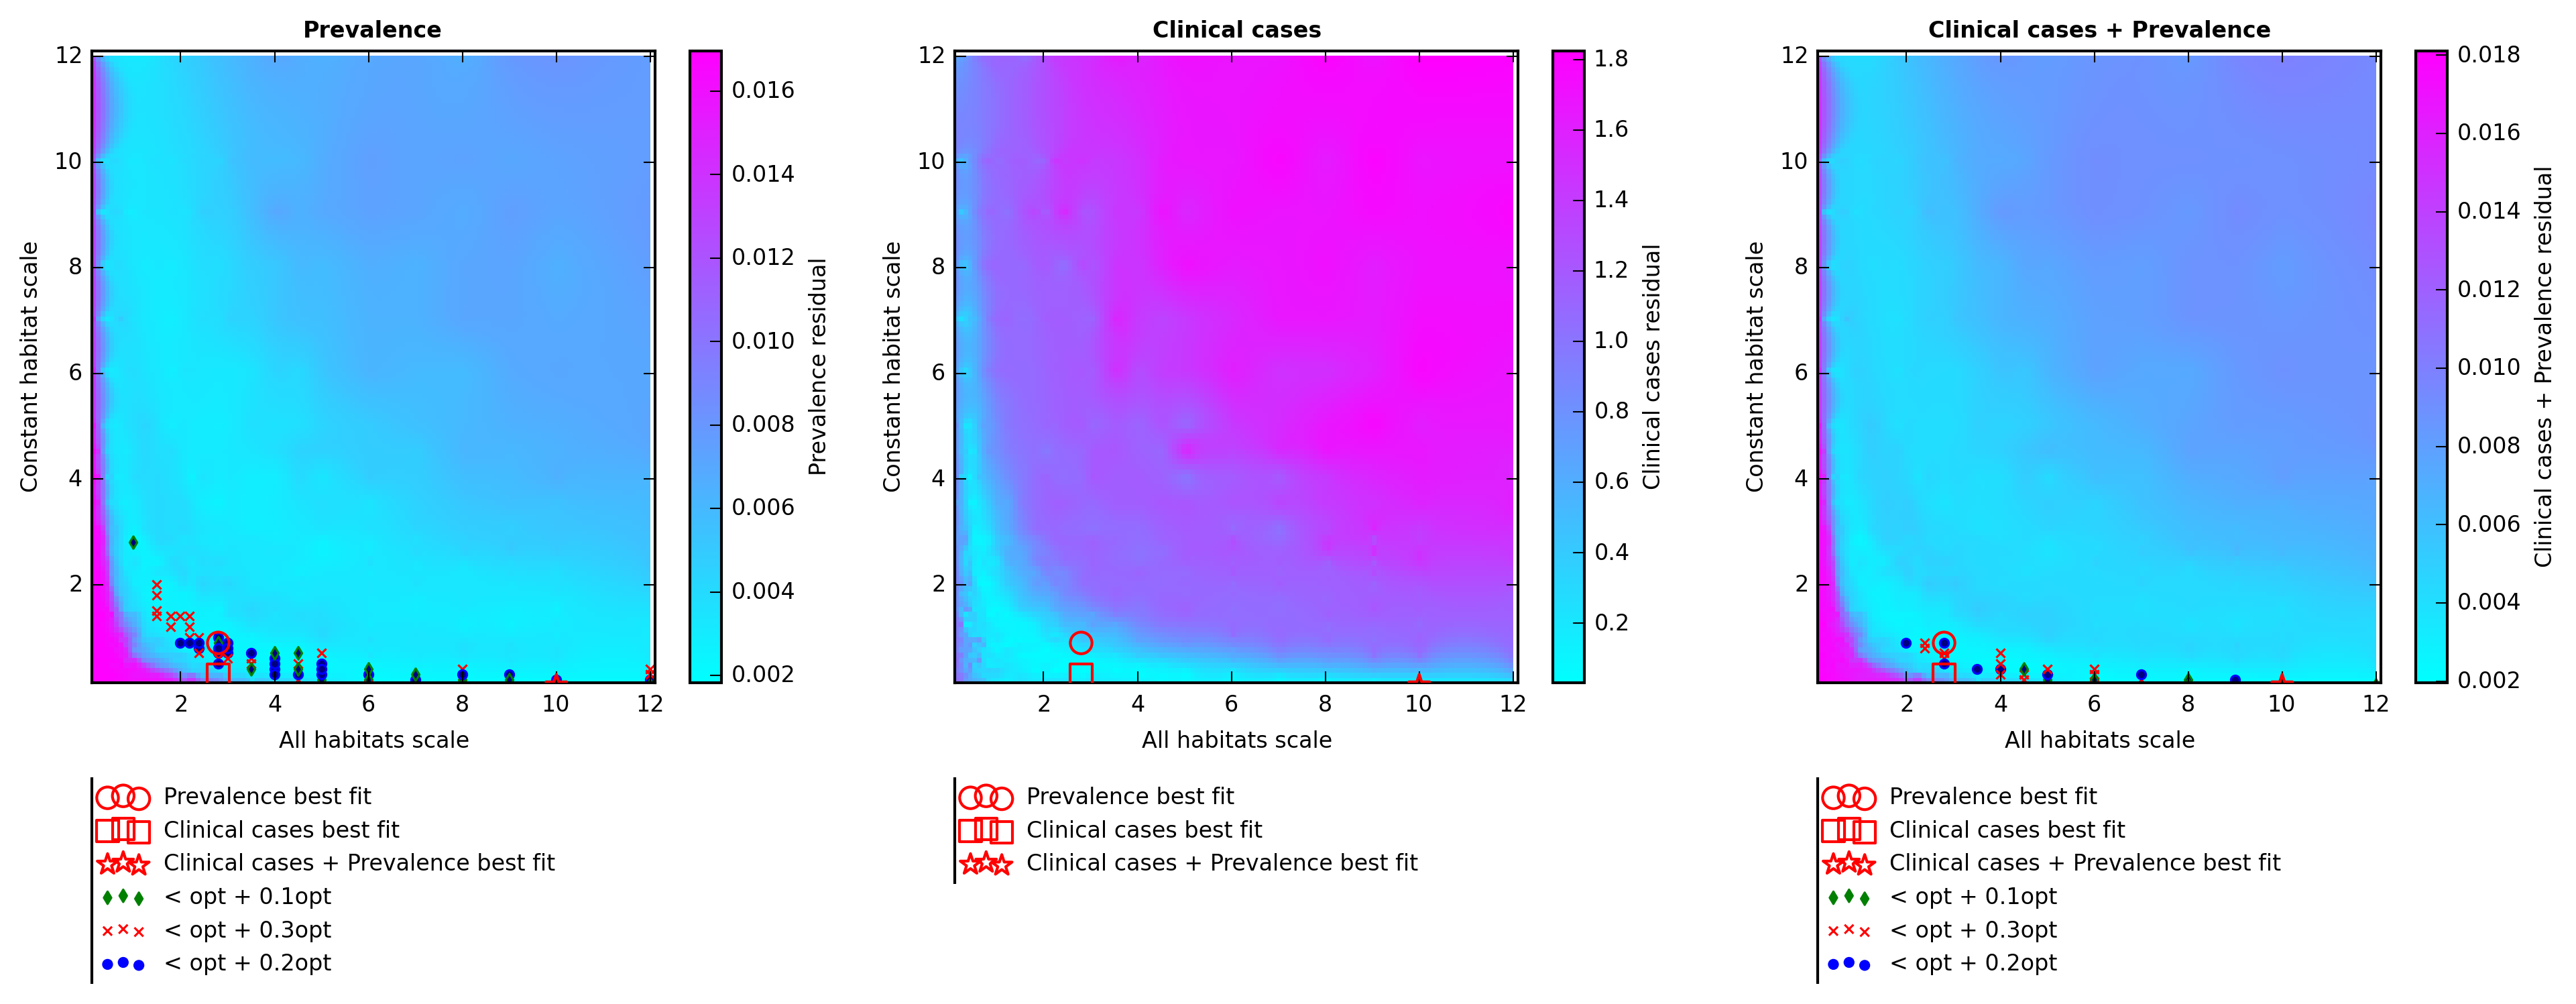 Prevalence
Clinical cases
Clinical cases + Prevalence
12
10
8
6
4
2
2
4
6
8
10
12
Constant habitat scale
All habitats scale
0.016
0.014
0.012
0.010
0.008
0.006
0.004
0.002
Prevalence residual
12
10
8
6
4
2
2
4
6
8
10
12
Constant habitat scale
All habitats scale
1.8
1.6
1.4
1.2
1.0
0.8
0.6
0.4
0.2
Clinical cases residual
12
10
8
6
4
2
2
4
6
8
10
12
Constant habitat scale
All habitats scale
0.018
0.016
0.014
0.012
0.010
0.008
0.006
0.004
0.002
Clinical cases + Prevalence residual
Prevalence best fit
Clinical cases best fit
Clinical cases + Prevalence best fit
< opt + 0.1opt
< opt + 0.3opt
< opt + 0.2opt
Prevalence best fit
Clinical cases best fit
Clinical cases + Prevalence best fit
Prevalence best fit
Clinical cases best fit
Clinical cases + Prevalence best fit
< opt + 0.1opt
< opt + 0.3opt
< opt + 0.2opt